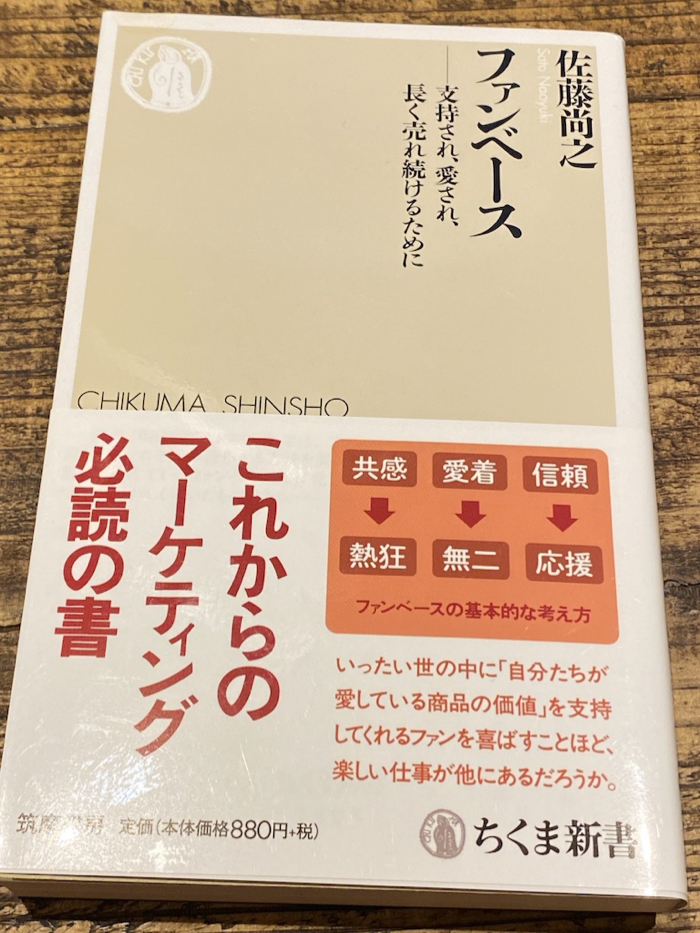 佐藤尚之
Sato Naoyuki
ファンベース
──支持され、愛され、
長く売れ続けるために
CHIKUMA SHINSHO
これからの
マーケティング
必読の書
共感 愛着 信頼
熱狂 無二 応援
ファンベースの基本的な考え方
いったい世の中に「自分たちが
愛している商品の価値」を支持
してくれるファンを喜ばすことほど、
楽しい仕事が他にあるだろうか。
筑摩書房 定価(本体価格880円+税)
ちくま新書